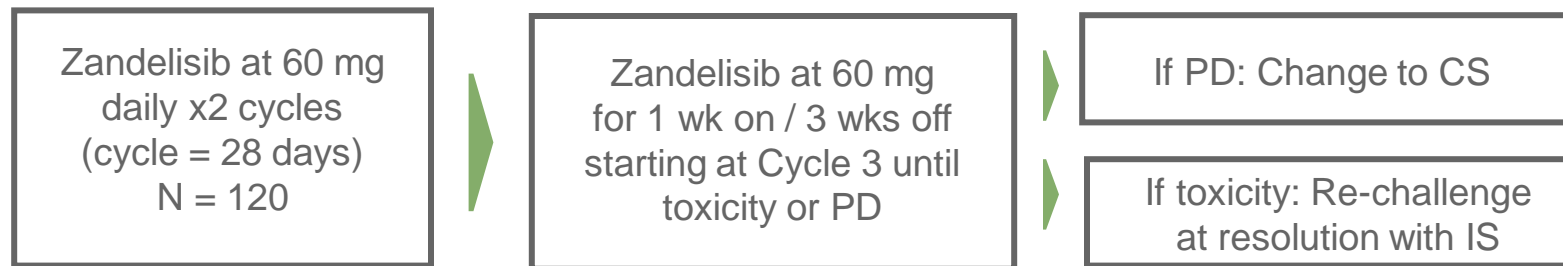 Zandelisib at 60 mg
daily x2 cycles
(cycle = 28 days)
N = 120
Zandelisib at 60 mg
for 1 wk on / 3 wks off
starting at Cycle 3 until
toxicity or PD
If PD: Change to CS
If toxicity: Re-challenge
at resolution with IS